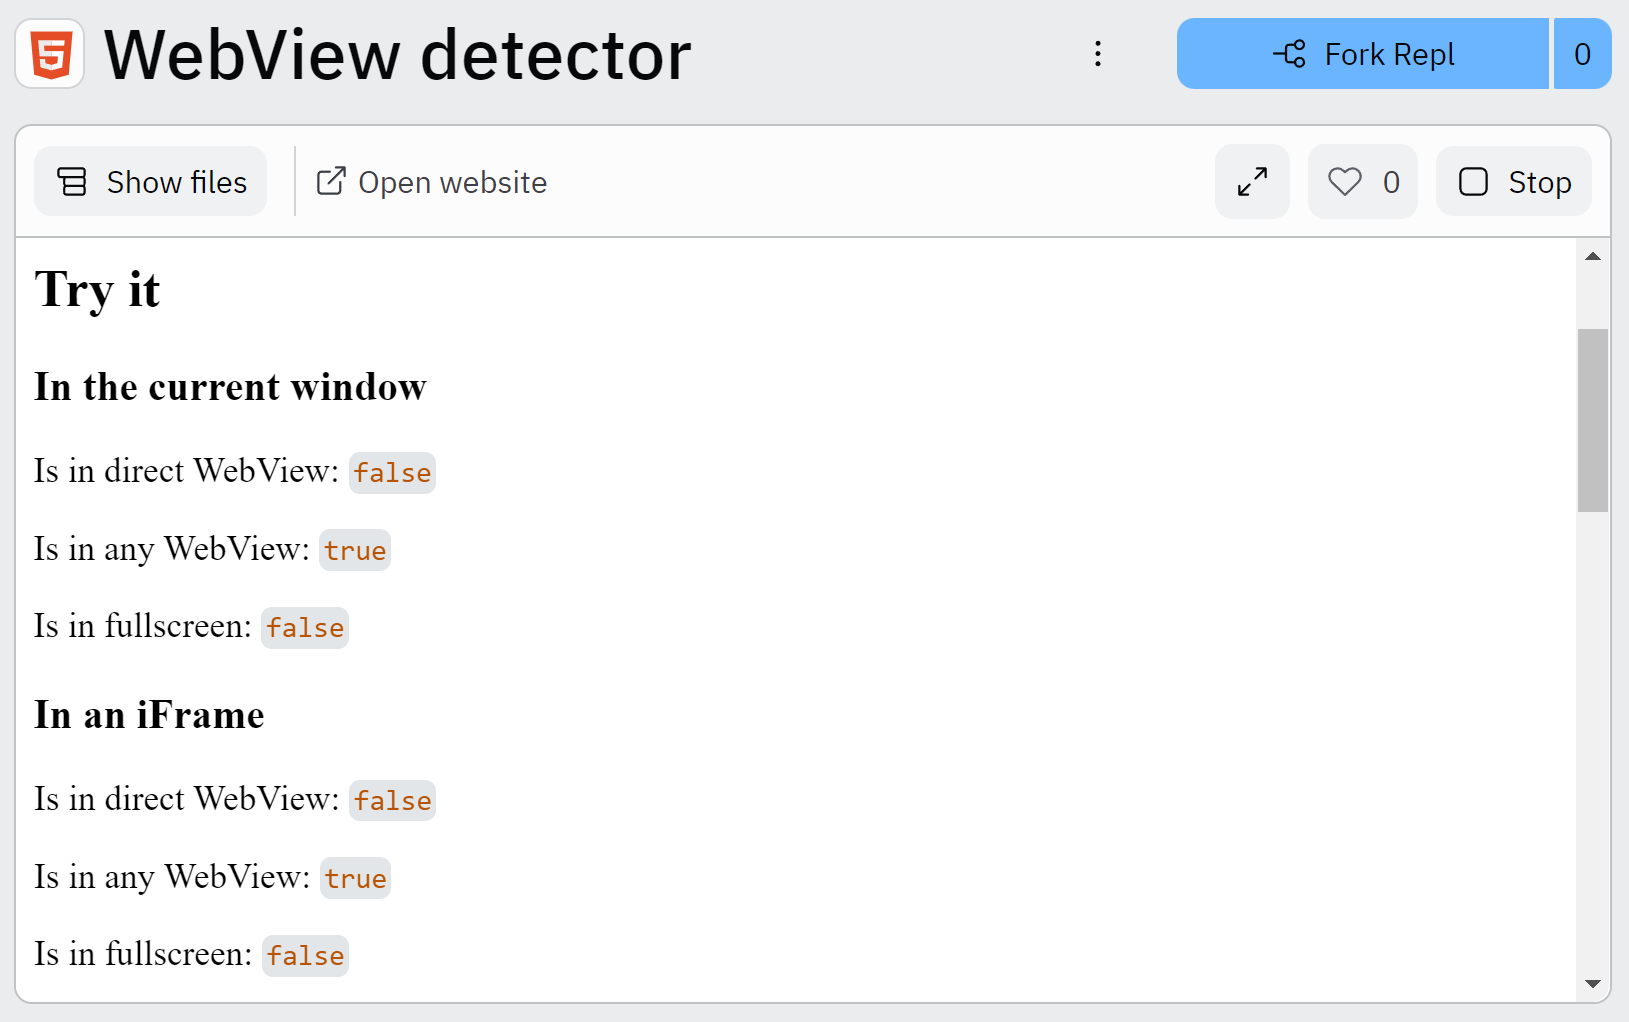 WebView detector
Fork Repl 0
Show files Open website 0 Stop
Try it
In the current window
Is in direct WebView: false
Is in any WebView: true
Is in fullscreen: false
In an iFrame
Is in direct WebView: false
Is in any WebView: true
Is in fullscreen: false